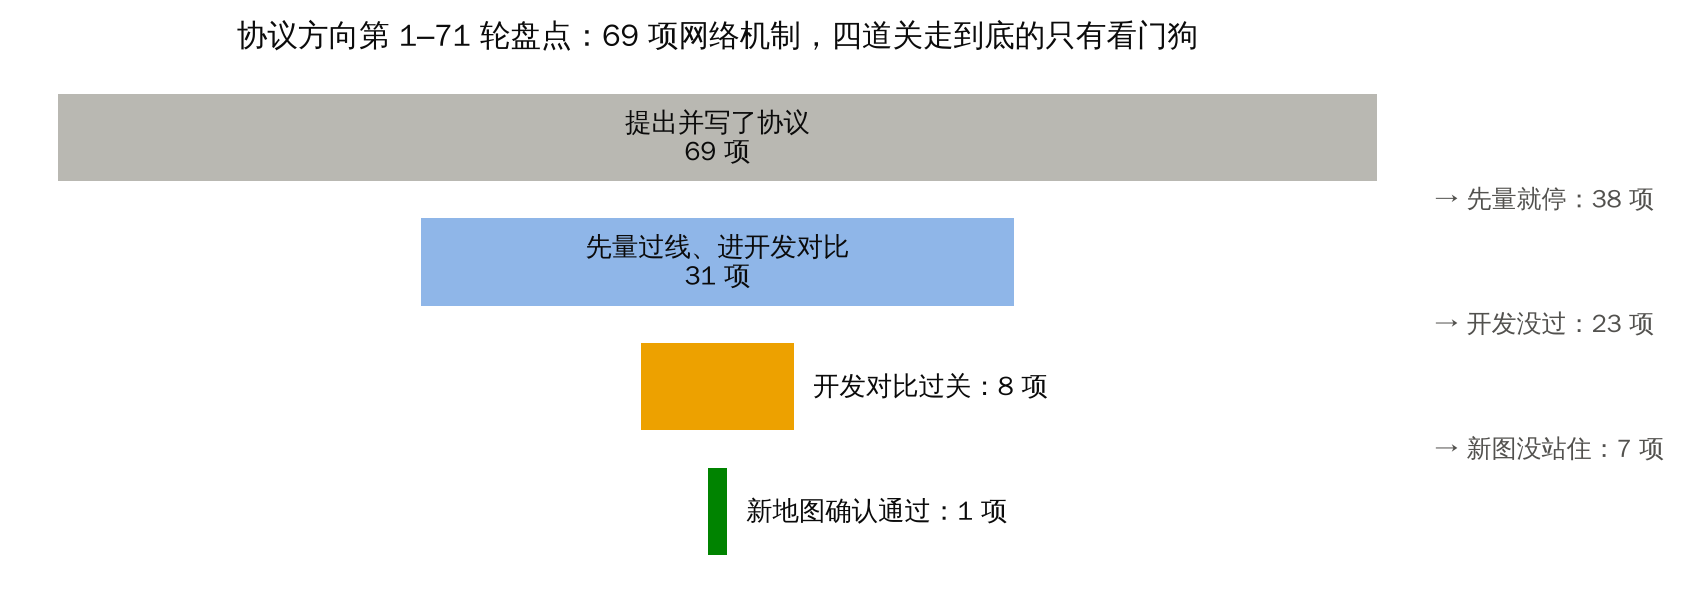 协议方向第 1–71 轮盘点：69 项网络机制，四道关走到底的只有看门狗
提出并写了协议
69 项
→ 先量就停：38 项
先量过线、进开发对比
31 项
→ 开发没过：23 项
开发对比过关：8 项
→ 新图没站住：7 项
新地图确认通过：1 项